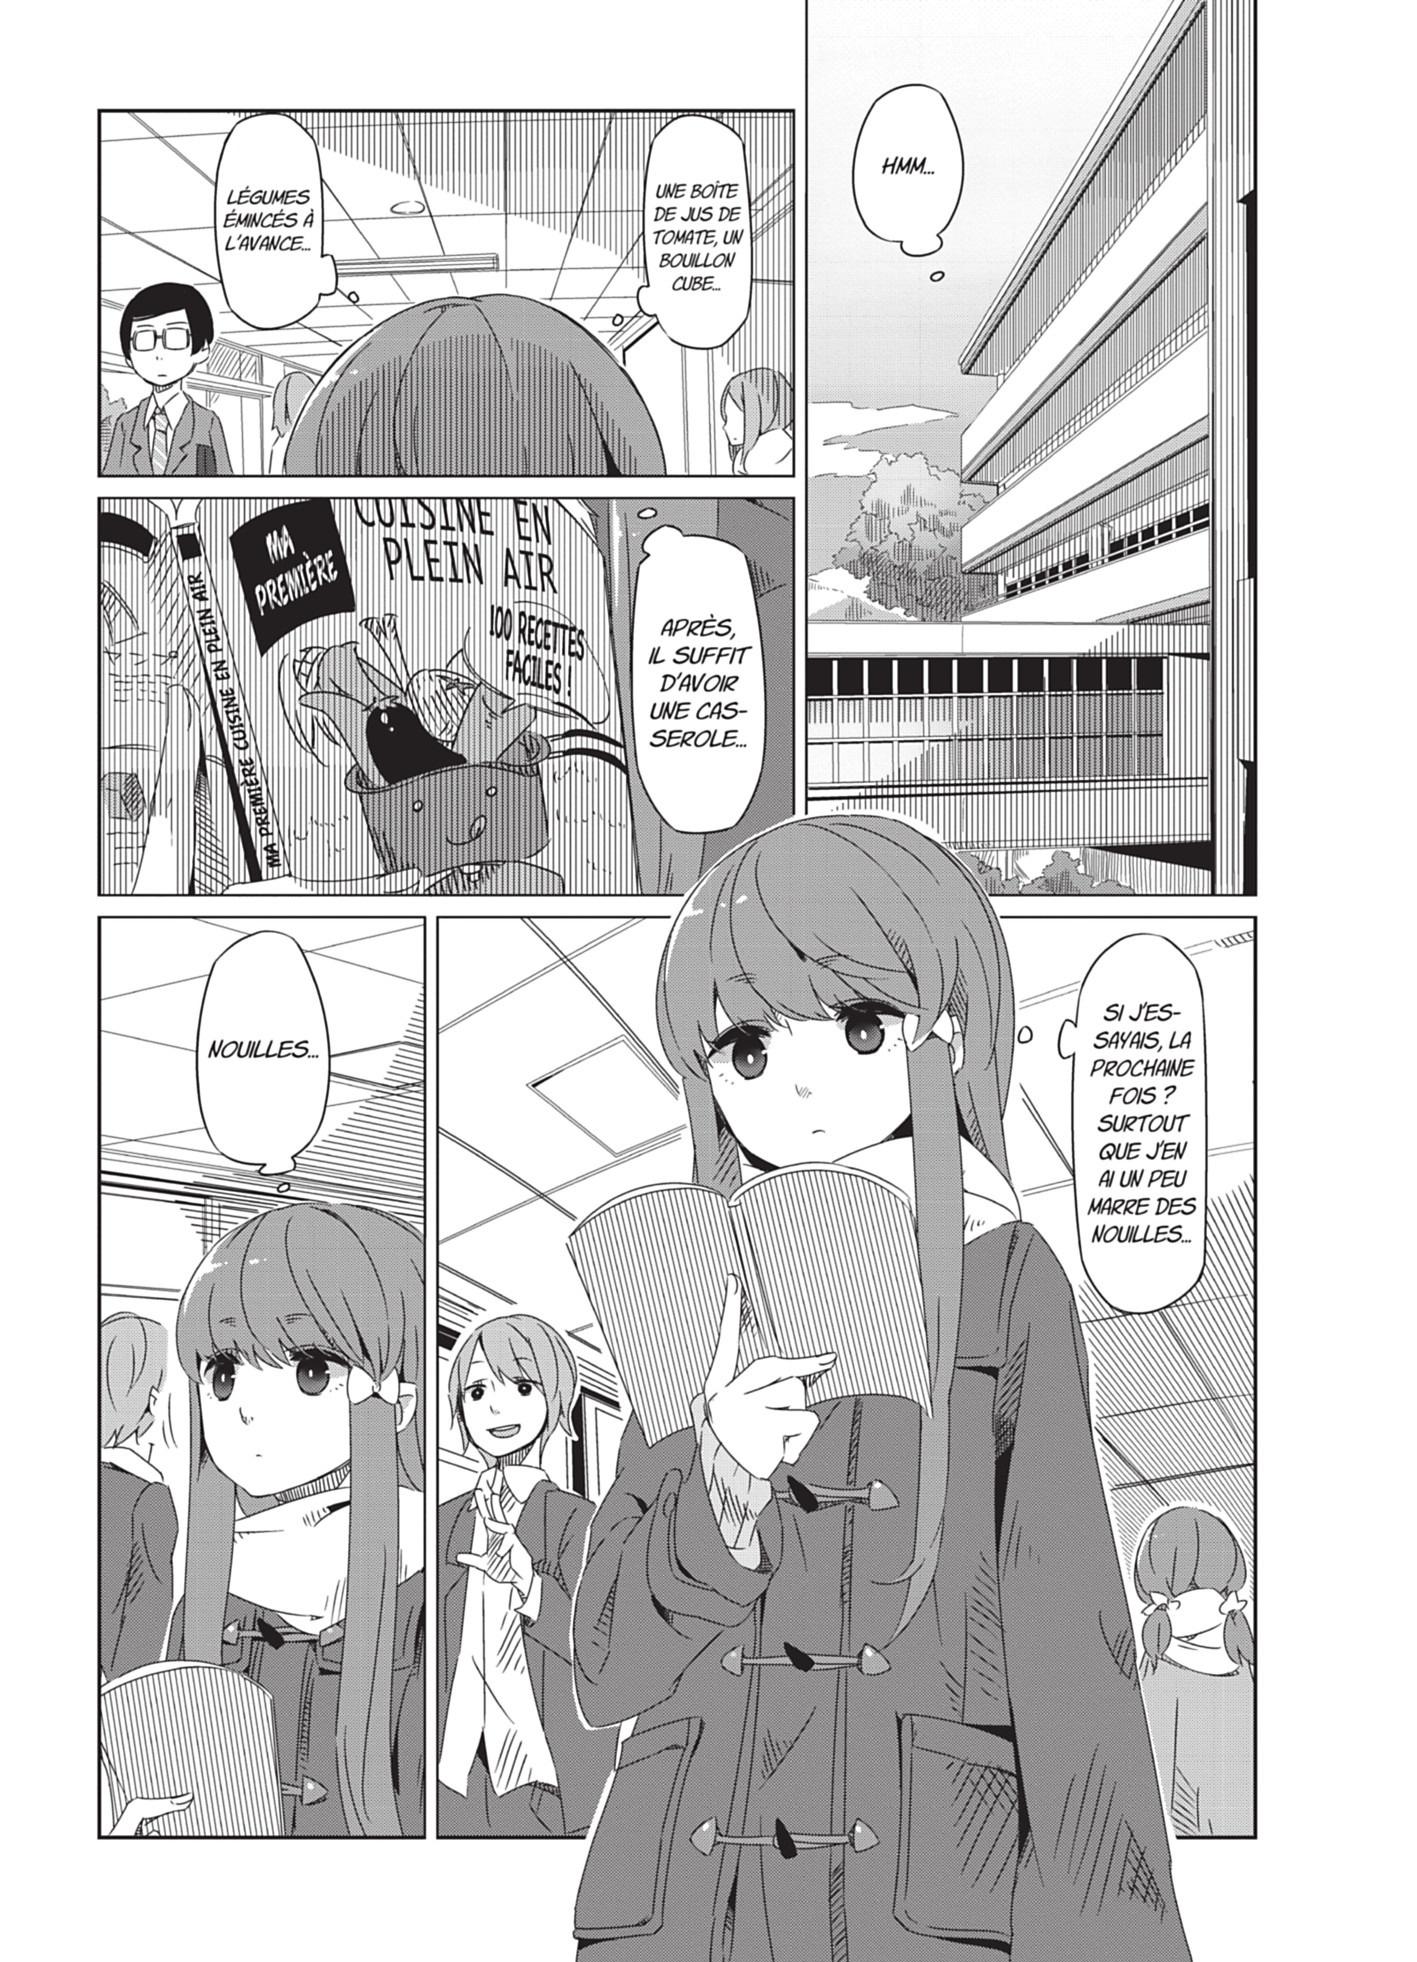 HMM...
UNE BOÎTE
DE JUS DE
TOMATE, UN
BOUILLON
CUBE...
LÉGUMES
ÉMINCÉS À
L'AVANCE...
APRÈS,
IL SUFFIT
D'AVOIR
UNE CAS-
SEROLE...
MA
PREMIÈRE
CUISINE EN
PLEIN AIR
100 RECETTES
FACILES !
MA PREMIÈRE CUISINE EN PLEIN AIR
SI J'ES-
SAYAIS, LA
PROCHAINE
FOIS ?
SURTOUT
QUE J'EN
AI UN PEU
MARRE DES
NOUILLES...
NOUILLES...